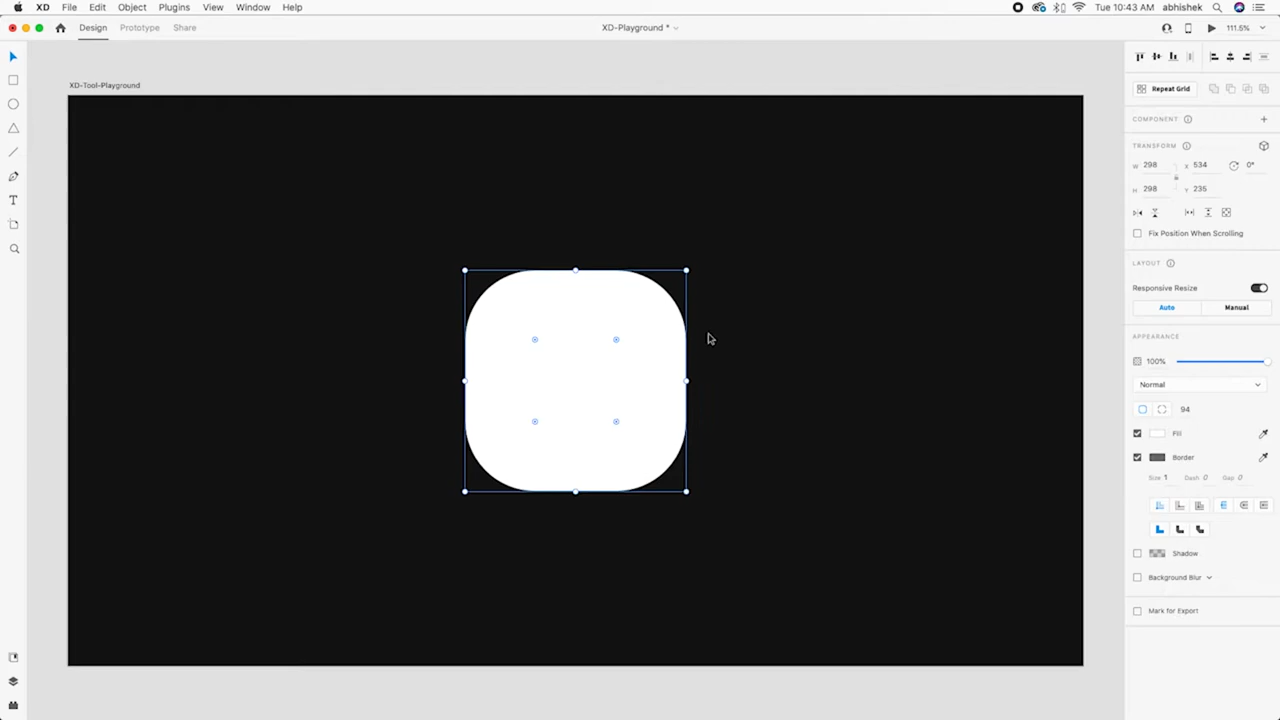 XD File Edit Object Plugins View Window Help Tue 10:43 AM abhishek
Design Prototype Share XD-Playground * 111.5%
XD-Tool-Playground
Repeat Grid
COMPONENT
TRANSFORM
W 298 X 534 0°
H 298 Y 235
Fix Position When Scrolling
LAYOUT
Responsive Resize
Auto Manual
APPEARANCE
100%
Normal
94
Fill
Border
Size 1 Dash 0 Gap 0
T
Shadow
Background Blur
Mark for Export